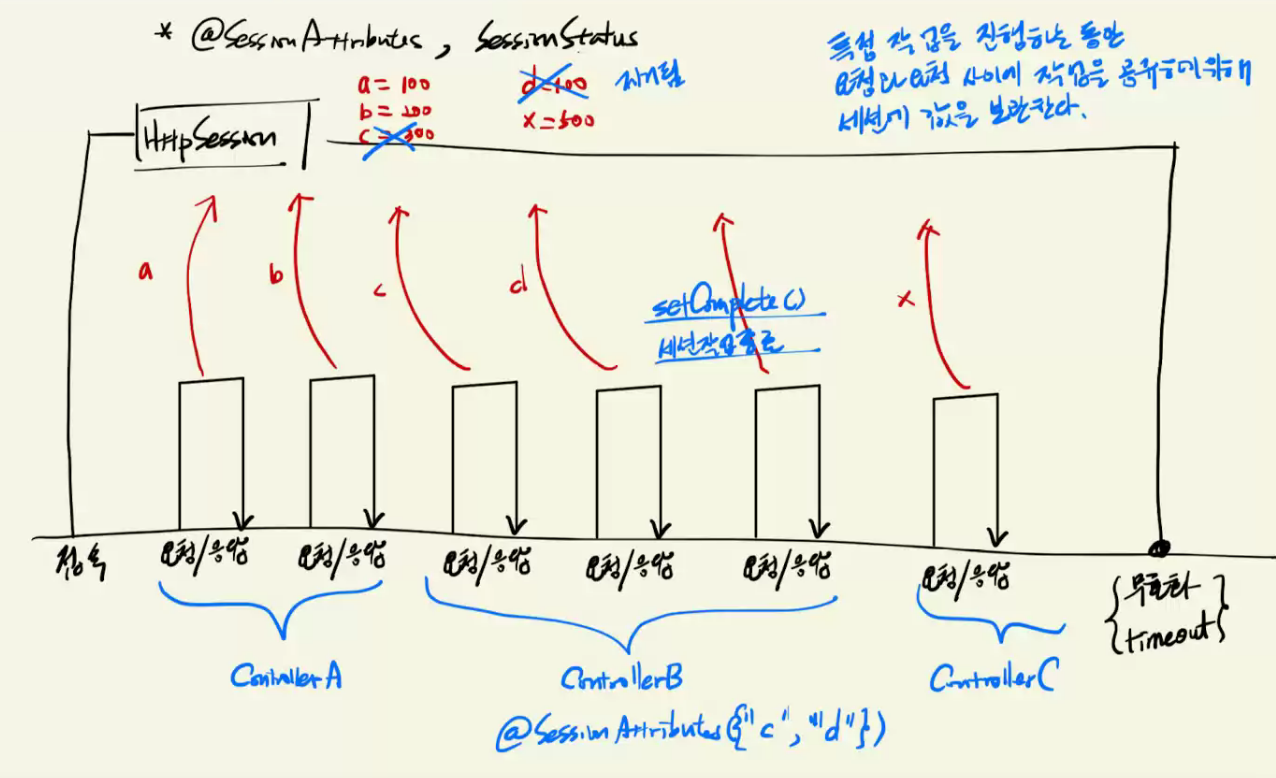 * @SessionAttributes, SessionStatus
특정 작업을 진행하는 동안
요청과 요청 사이에 작업을 공유하기 위해
세션에 값을 보관한다.
a = 100
b = 200
c = 300
d = 400
x = 500
지워짐
HttpSession
a
b
c
d
setComplete()
세션작업종료
x
접속
요청/응답
요청/응답
요청/응답
요청/응답
요청/응답
요청/응답
무효화
timeout
ControllerA
ControllerB
ControllerC
@SessionAttributes({"c", "d"})